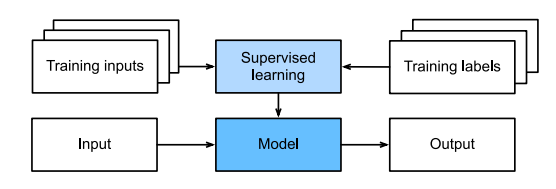 Training inputs
Supervised
learning
Training labels
Input
Model
Output